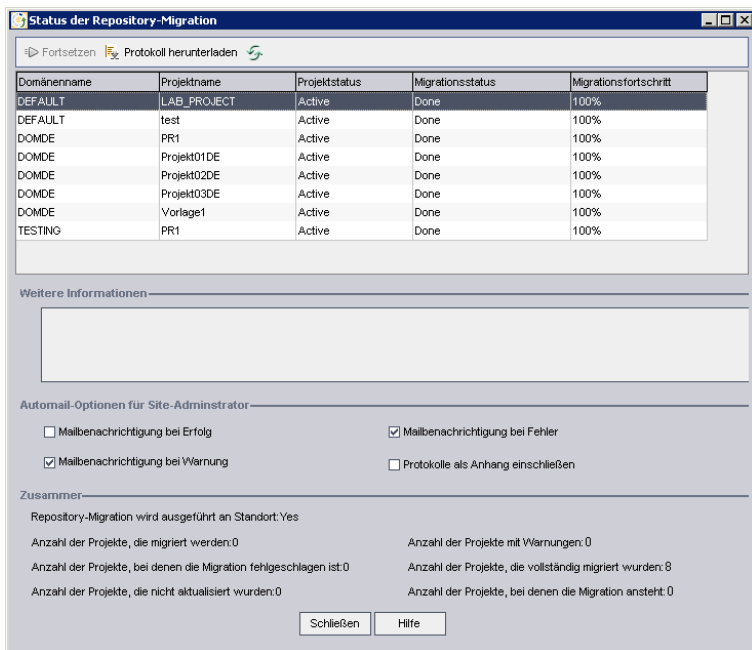 Status der Repository-Migration
Fortsetzen Protokoll herunterladen
Domänenname Projektname Projektstatus Migrationsstatus Migrationsfortschritt
DEFAULT LAB_PROJECT Active Done 100%
DEFAULT test Active Done 100%
DOMDE PR1 Active Done 100%
DOMDE Projekt01DE Active Done 100%
DOMDE Projekt02DE Active Done 100%
DOMDE Projekt03DE Active Done 100%
DOMDE Vorlage1 Active Done 100%
TESTING PR1 Active Done 100%
Weitere Informationen
Automail-Optionen für Site-Adminstrator
Mailbenachrichtigung bei Erfolg Mailbenachrichtigung bei Fehler
Mailbenachrichtigung bei Warnung Protokolle als Anhang einschließen
Zusammer
Repository-Migration wird ausgeführt an Standort:Yes
Anzahl der Projekte, die migriert werden:0 Anzahl der Projekte mit Warnungen:0
Anzahl der Projekte, bei denen die Migration fehlgeschlagen ist:0 Anzahl der Projekte, die vollständig migriert wurden:8
Anzahl der Projekte, die nicht aktualisiert wurden:0 Anzahl der Projekte, bei denen die Migration ansteht:0
Schließen Hilfe